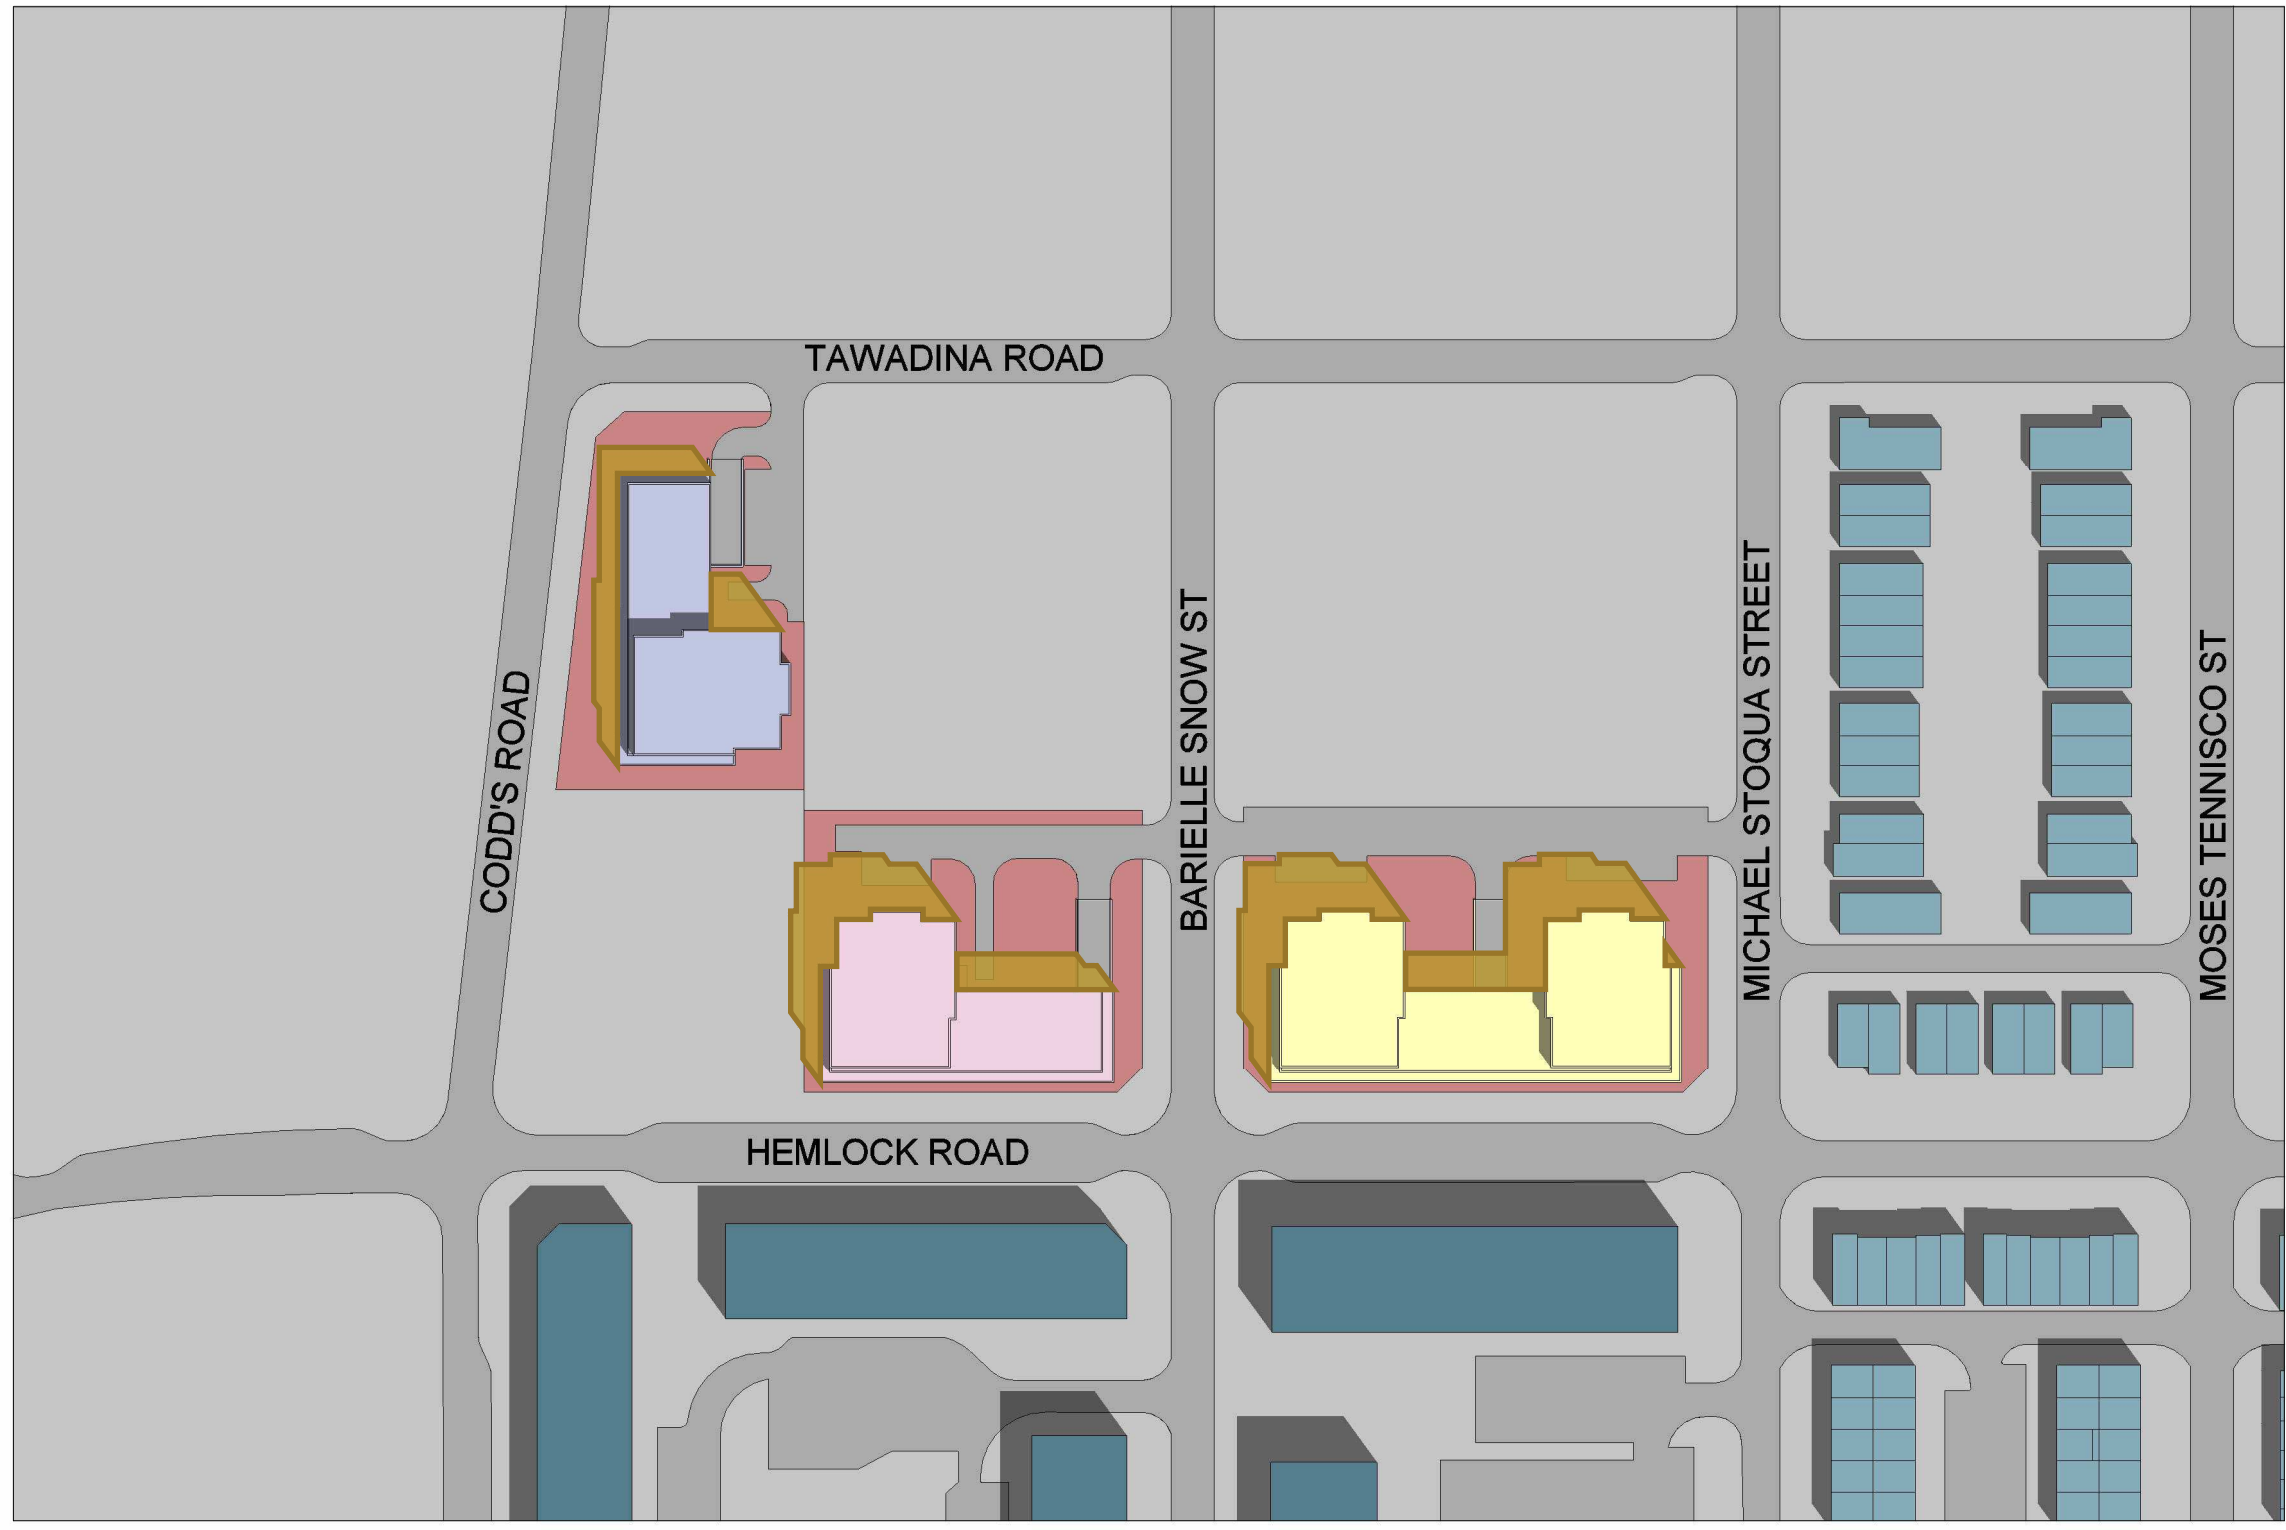 TAWADINA ROAD
CODD'S ROAD
BARIELLE SNOW ST
MICHAEL STOQUA STREET
MOSES TENNISCO ST
HEMLOCK ROAD